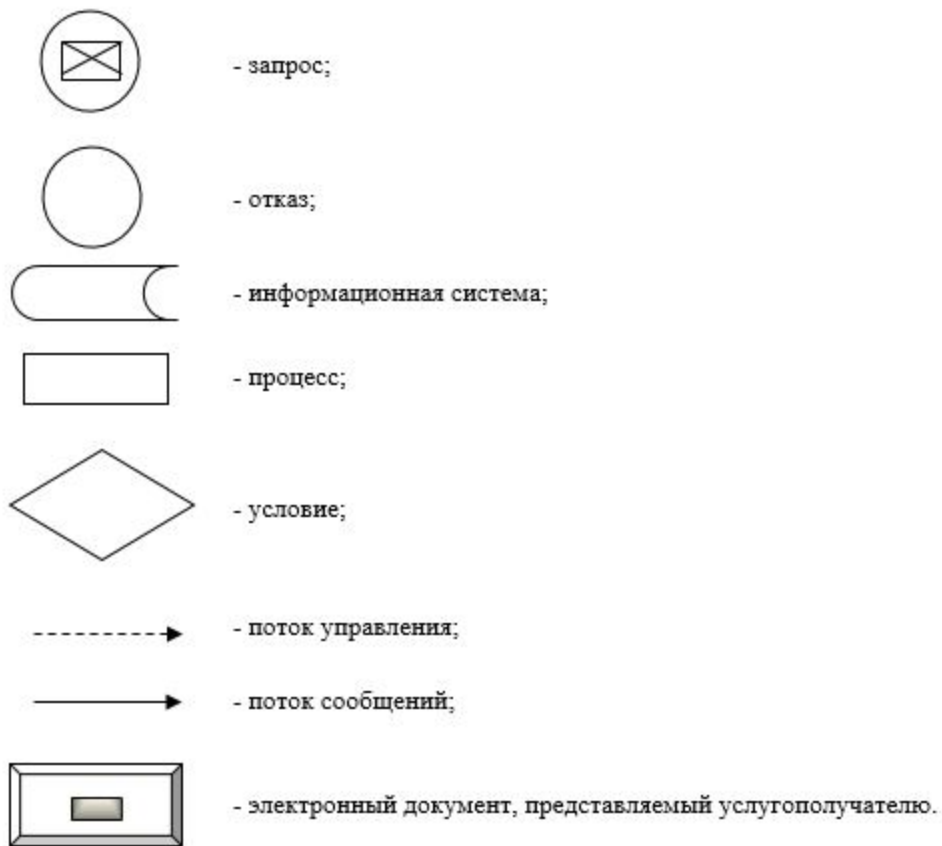 - запрос;
- отказ;
- информационная система;
- процесс;
- условие;
- поток управления;
- поток сообщений;
- электронный документ, представляемый услугополучателю.